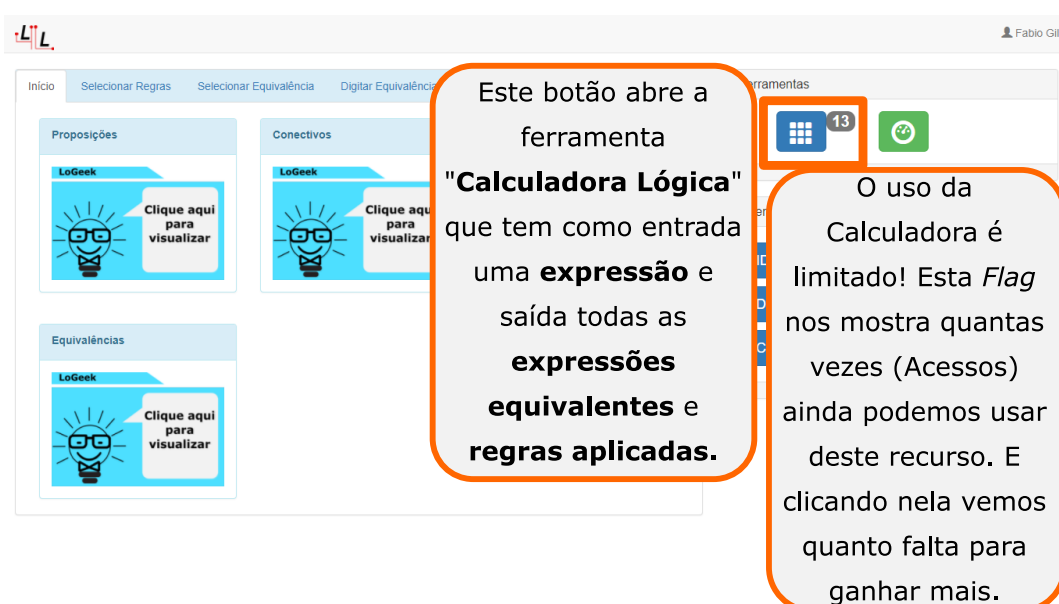 LL
Fabio Gil
Início
Selecionar Regras
Selecionar Equivalência
Digitar Equivalência
Proposições
LoGeek
Clique aqui
para
visualizar
Conectivos
LoGeek
Clique aqu
para
visualizar
Equivalências
LoGeek
Clique aqui
para
visualizar
Este botão abre a
ferramenta
"Calculadora Lógica"
que tem como entrada
uma expressão e
saída todas as
expressões
equivalentes e
regras aplicadas.
rramentas
13
O uso da
Calculadora é
limitado! Esta Flag
nos mostra quantas
vezes (Acessos)
ainda podemos usar
deste recurso. E
clicando nela vemos
quanto falta para
ganhar mais.